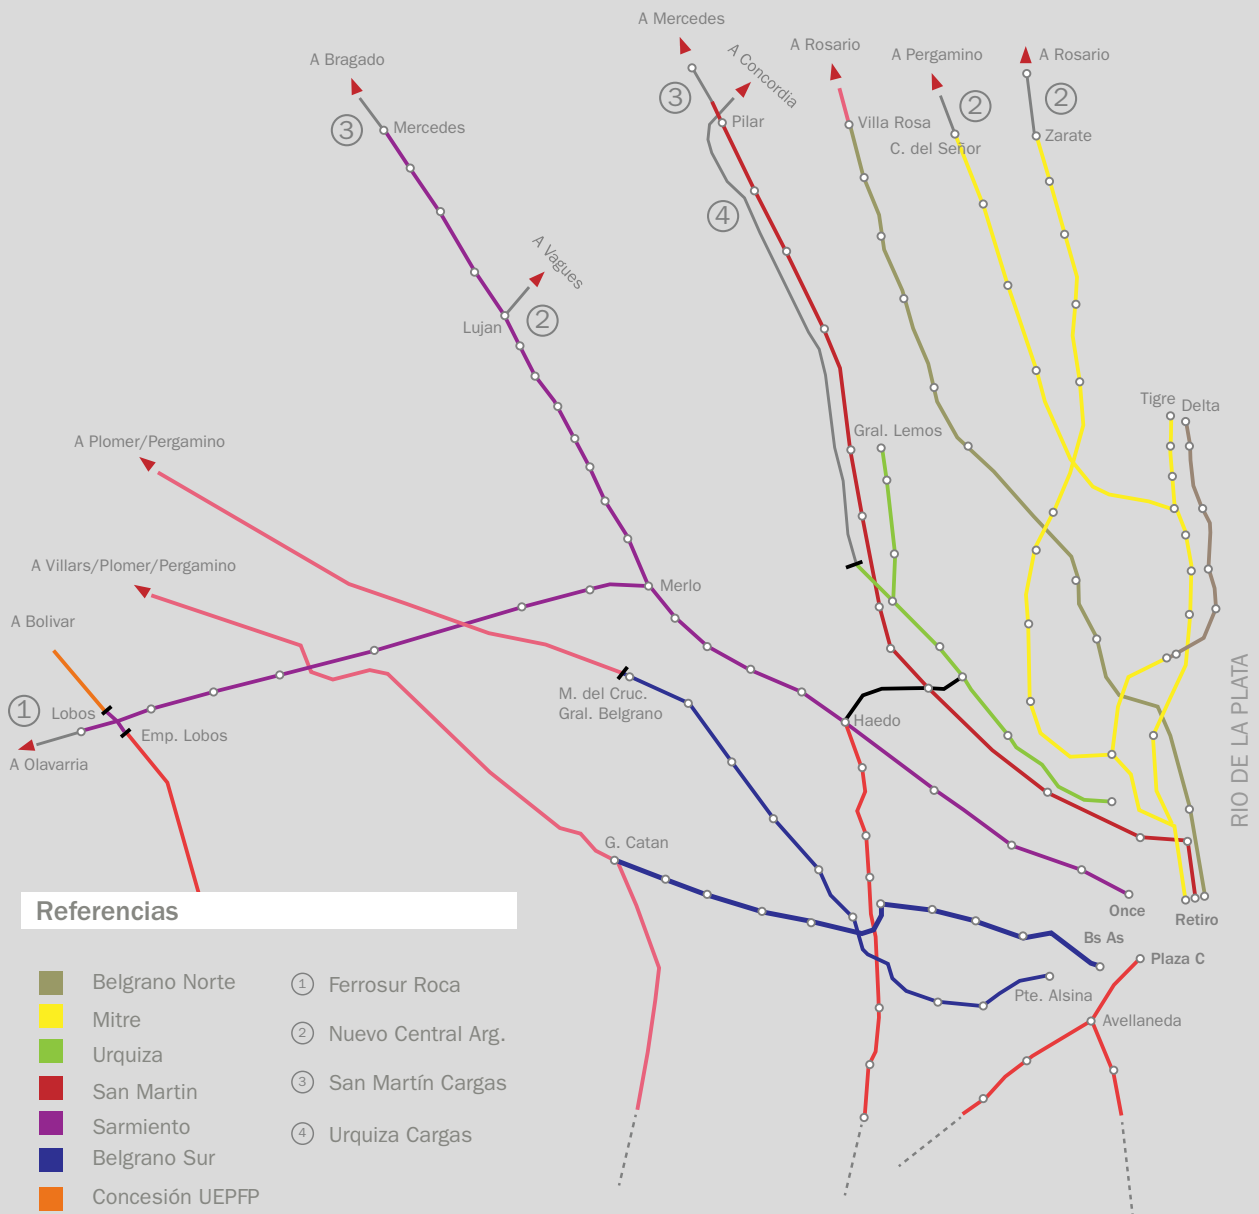 A Mercedes
A Concordia
A Rosario
A Pergamino
A Rosario
A Bragado
3
Mercedes
3
Pilar
Villa Rosa
2
C. del Señor
2
Zarate
4
A Vagues
Lujan
2
Tigre
Delta
Gral. Lemos
A Plomer/Pergamino
A Villars/Plomer/Pergamino
Merlo
A Bolivar
M. del Cruc.
Gral. Belgrano
1
Lobos
Emp. Lobos
A Olavarria
Haedo
RIO DE LA PLATA
G. Catan
Once
Retiro
Bs As
Plaza C
Pte. Alsina
Avellaneda
Referencias
Belgrano Norte
Mitre
Urquiza
San Martin
Sarmiento
Belgrano Sur
Concesión UEPFP
1 Ferrosur Roca
2 Nuevo Central Arg.
3 San Martín Cargas
4 Urquiza Cargas